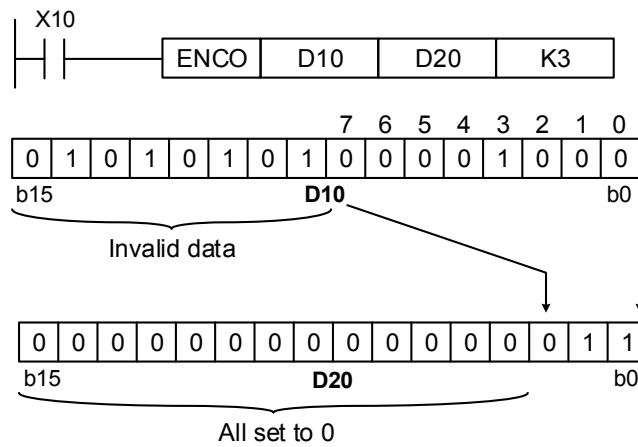 X10
ENCO D10 D20 K3
7 6 5 4 3 2 1 0
0 1 0 1 0 1 0 1 0 0 0 0 1 0 0 0
b15 D10 b0
Invalid data
0 0 0 0 0 0 0 0 0 0 0 0 0 0 1 1
b15 D20 b0
All set to 0